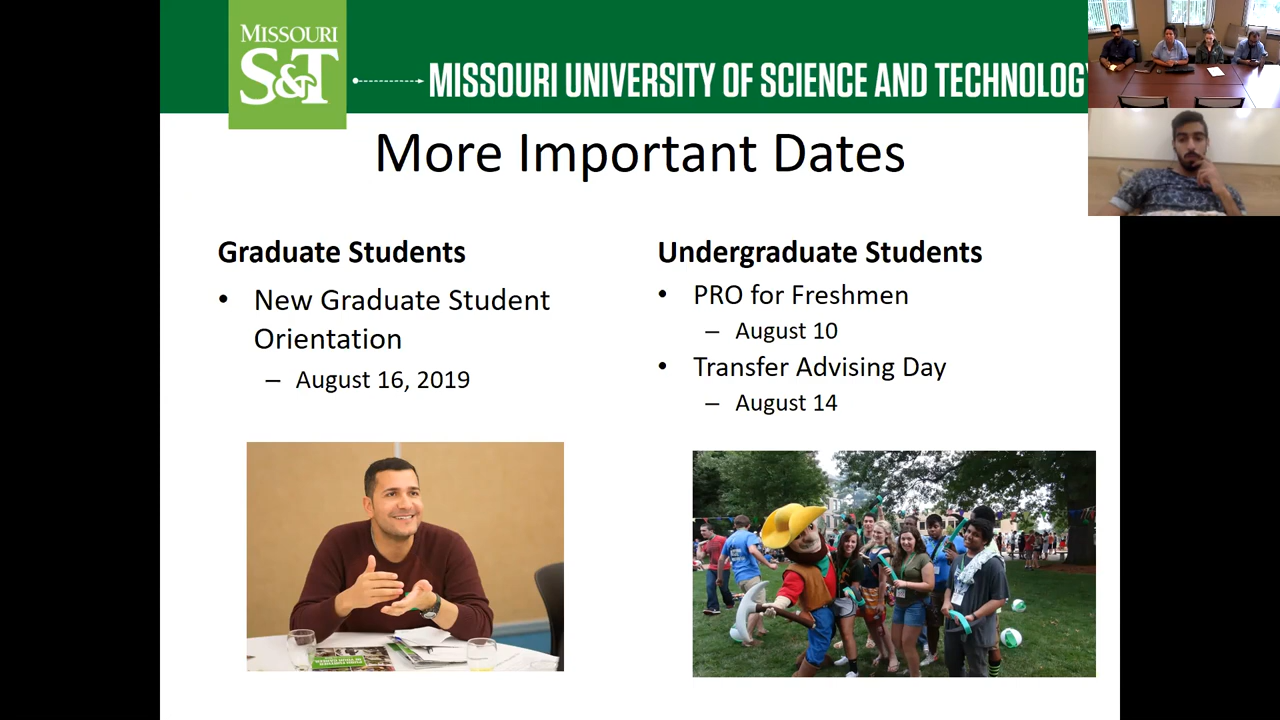 MISSOURI
S&T
MISSOURI UNIVERSITY OF SCIENCE AND TECHNOLOGY
More Important Dates
Graduate Students
• New Graduate Student
Orientation
– August 16, 2019
Undergraduate Students
• PRO for Freshmen
– August 10
• Transfer Advising Day
– August 14